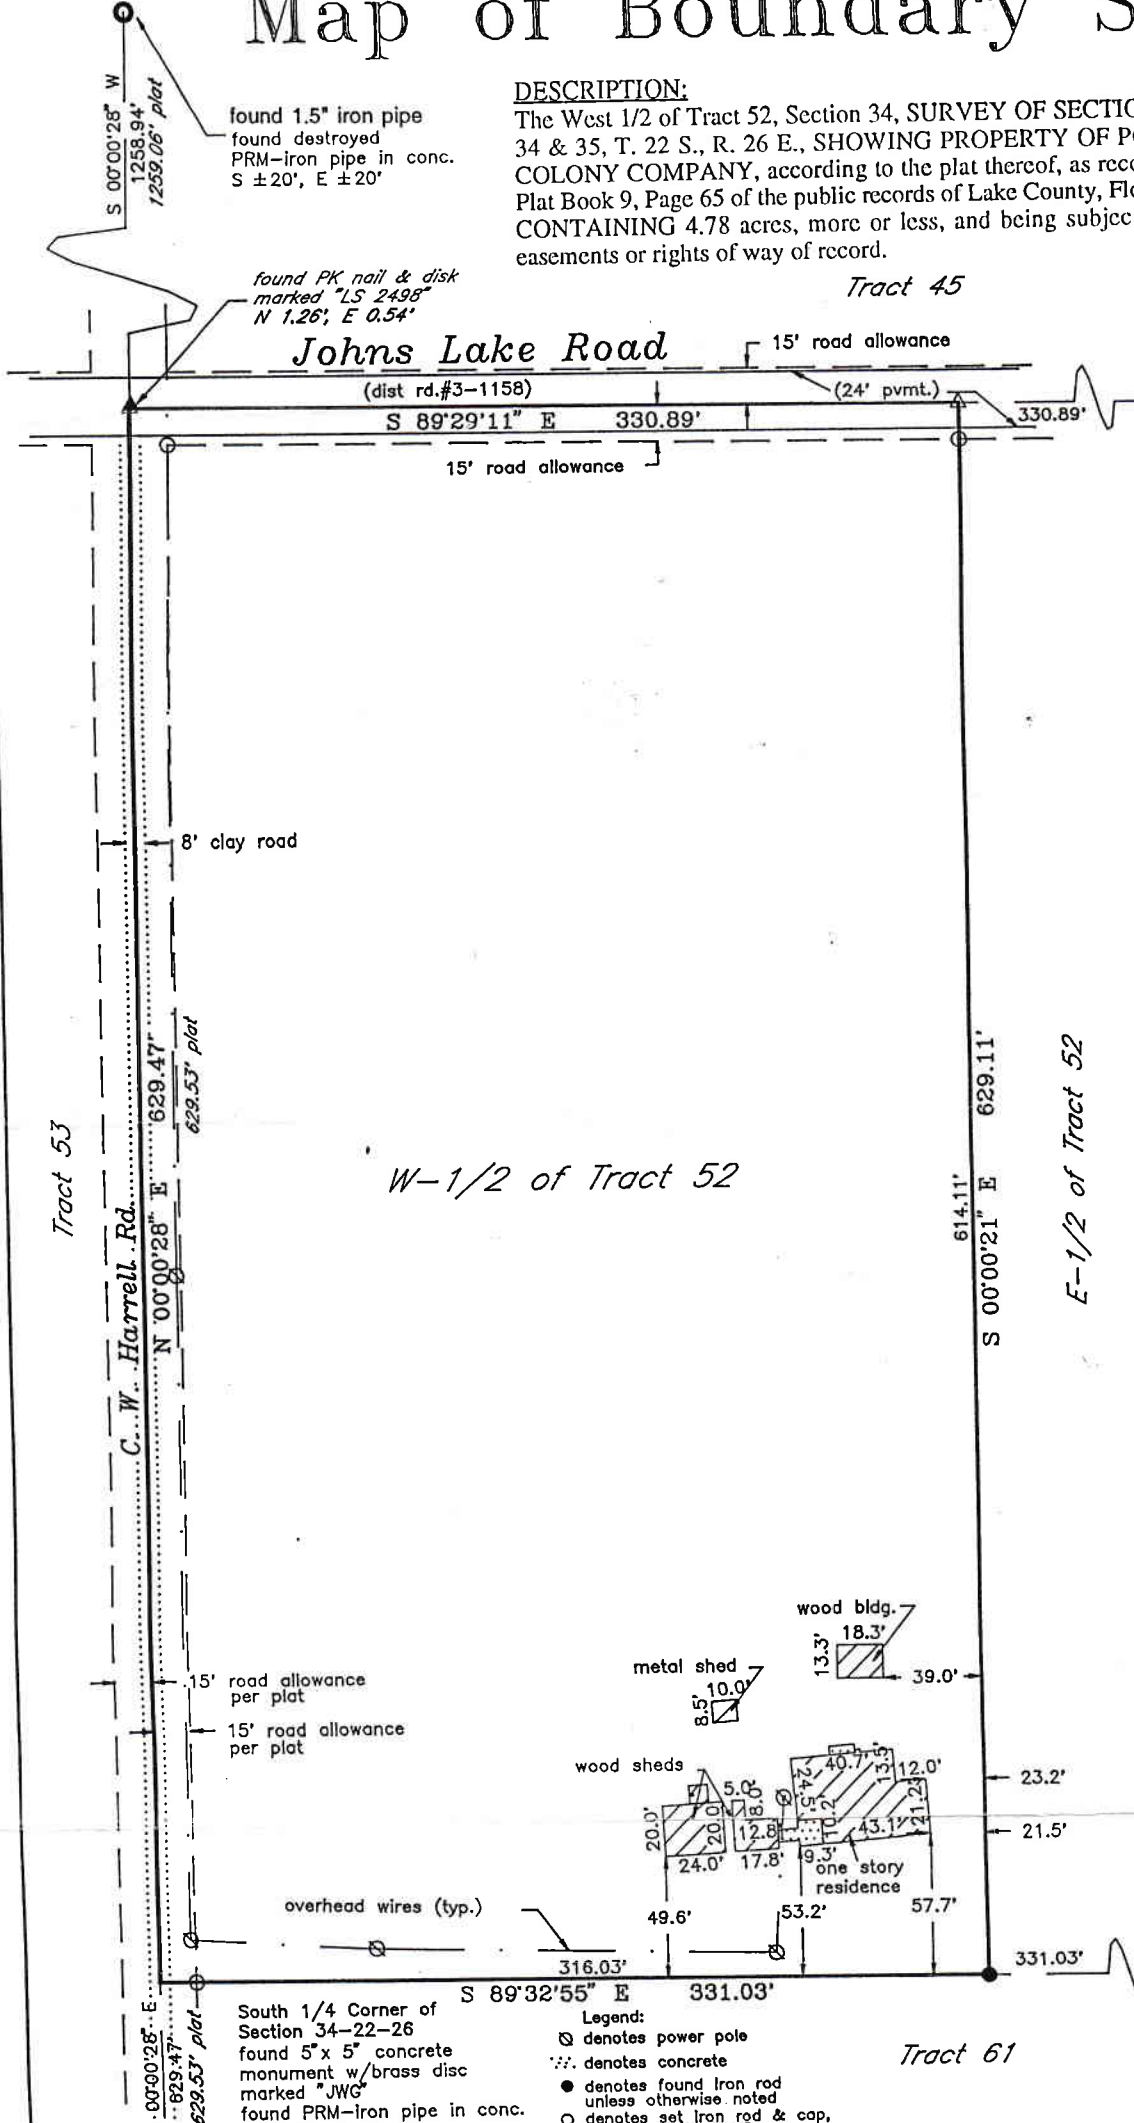 Map of Boundary S
S 00°00'28" W
1258.94'
1259.06' plat
found 1.5" iron pipe
found destroyed
PRM-iron pipe in conc.
S ±20', E ±20'
DESCRIPTION:
The West 1/2 of Tract 52, Section 34, SURVEY OF SECTIO
34 & 35, T. 22 S., R. 26 E., SHOWING PROPERTY OF P
COLONY COMPANY, according to the plat thereof, as reco
Plat Book 9, Page 65 of the public records of Lake County, Flo
CONTAINING 4.78 acres, more or less, and being subjec
easements or rights of way of record.
found PK nail & disk
marked "LS 2498"
N 1.26', E 0.54'
Tract 45
Johns Lake Road
15' road allowance
(dist rd.#3-1158)
(24' pvmt.)
S 89°29'11" E 330.89'
330.89'
15' road allowance
8' clay road
Tract 53
C. W. Harrell Rd.
N 00°00'28" E 629.47'
629.53' plat
W-1/2 of Tract 52
614.11'
S 00°00'21" E 629.11'
E-1/2 of Tract 52
wood bldg.
18.3'
13.3'
39.0'
metal shed
10.0'
8.5'
15' road allowance
per plat
15' road allowance
per plat
wood sheds
5.0'
8.0'
40.7'
13.5'
12.0'
24.5'
23.2'
20.0'
20.0'
12.8'
10.2'
43.1'
21.2'
21.5'
24.0'
17.8'
9.3'
one story
residence
overhead wires (typ.)
49.6'
53.2'
57.7'
316.03'
331.03'
S 89°32'55" E 331.03'
00°00'28" E
629.47'
629.53' plat
South 1/4 Corner of
Section 34-22-26
found 5"x 5" concrete
monument w/brass disc
marked "JWG"
found PRM-iron pipe in conc.
Legend:
denotes power pole
denotes concrete
denotes found iron rod
unless otherwise noted
denotes set iron rod & cap,
Tract 61